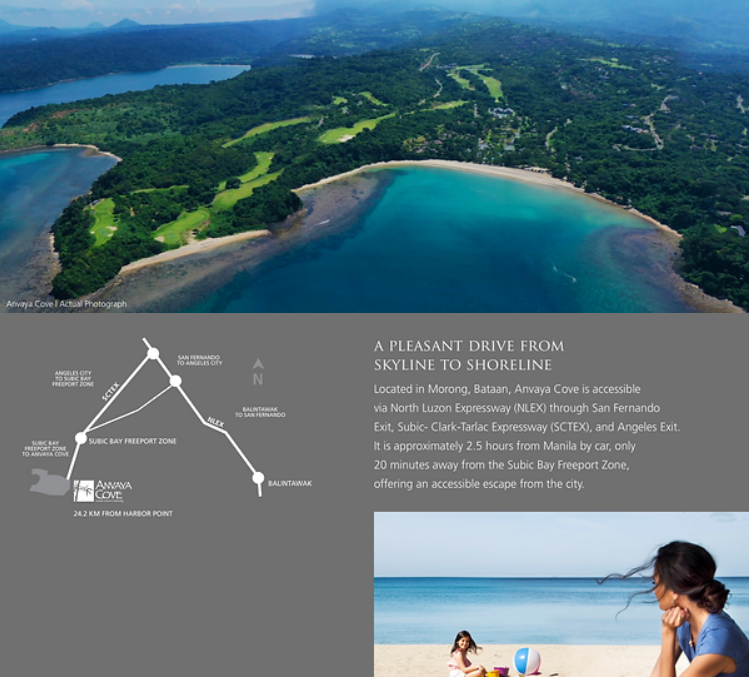 Anvaya Cove | Actual Photograph
SAN FERNANDO
TO ANGELES CITY
ANGELES CITY
TO SUBIC BAY
FREEPORT ZONE
SCTEX
N
BALINTAWAK
TO SAN FERNANDO
NLEX
SUBIC BAY
FREEPORT ZONE
TO ANVAYA COVE
SUBIC BAY FREEPORT ZONE
BALINTAWAK
ANVAYA
COVE
24.2 KM FROM HARBOR POINT
A PLEASANT DRIVE FROM
SKYLINE TO SHORELINE
Located in Morong, Bataan, Anvaya Cove is accessible
via North Luzon Expressway (NLEX) through San Fernando
Exit, Subic- Clark-Tarlac Expressway (SCTEX), and Angeles Exit.
It is approximately 2.5 hours from Manila by car, only
20 minutes away from the Subic Bay Freeport Zone,
offering an accessible escape from the city.